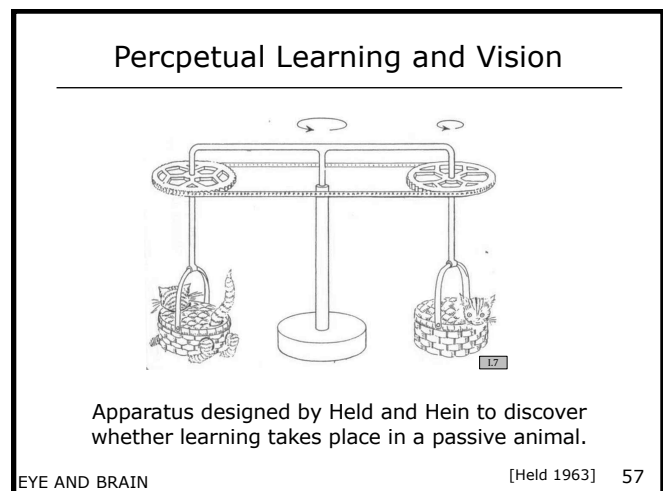 Percpetual Learning and Vision
L7
Apparatus designed by Held and Hein to discover
whether learning takes place in a passive animal.
EYE AND BRAIN
[Held 1963]
57